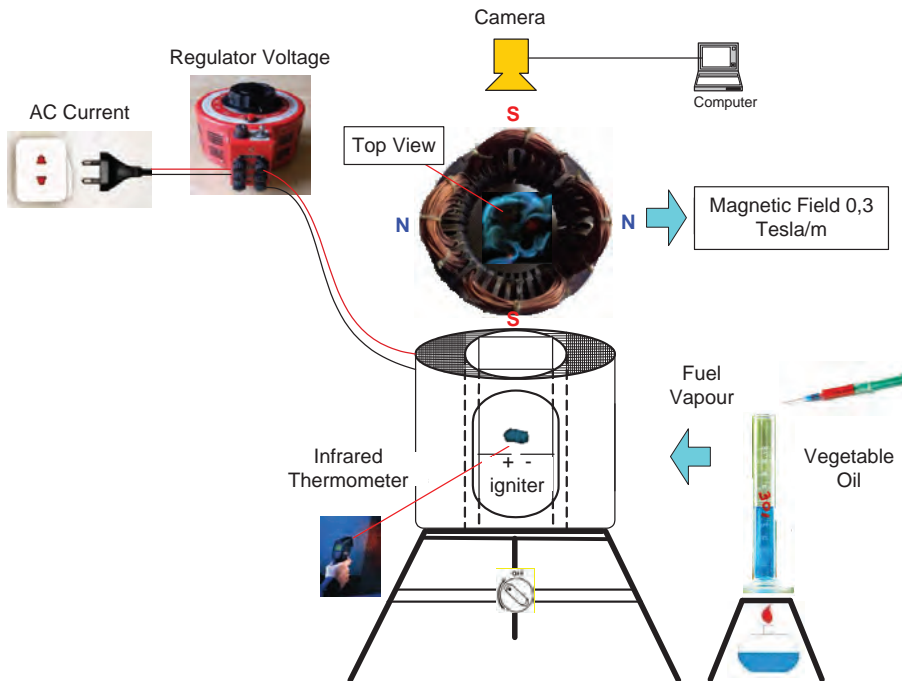 Camera
Regulator Voltage
AC Current
Computer
S
Top View
N
N
Magnetic Field 0,3
Tesla/m
S
Fuel
Vapour
Vegetable
Oil
Infrared
Thermometer
+ -
igniter